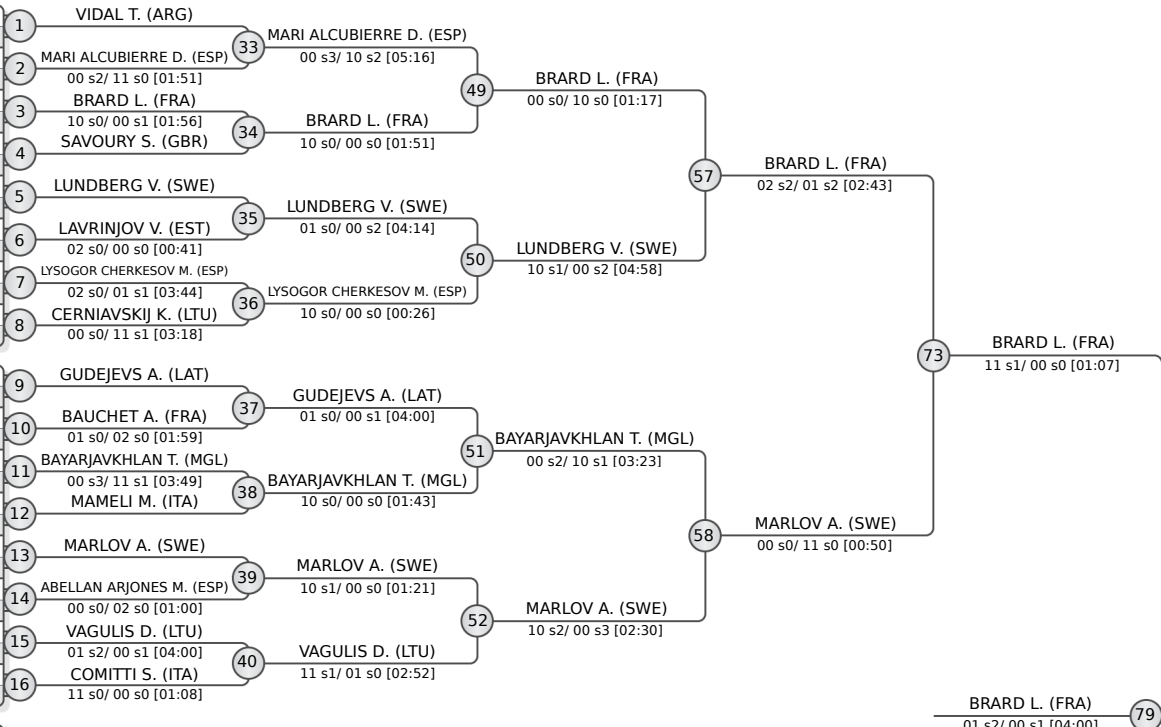 1
VIDAL T. (ARG)
33
MARI ALCUBIERRE D. (ESP)
00 s3/ 10 s2 [05:16]
2
MARI ALCUBIERRE D. (ESP)
00 s2/ 11 s0 [01:51]
49
BRARD L. (FRA)
00 s0/ 10 s0 [01:17]
3
BRARD L. (FRA)
10 s0/ 00 s1 [01:56]
34
BRARD L. (FRA)
10 s0/ 00 s0 [01:51]
4
SAVOURY S. (GBR)
57
BRARD L. (FRA)
02 s2/ 01 s2 [02:43]
5
LUNDBERG V. (SWE)
35
LUNDBERG V. (SWE)
01 s0/ 00 s2 [04:14]
6
LAVRINJOV V. (EST)
02 s0/ 00 s0 [00:41]
50
LUNDBERG V. (SWE)
10 s1/ 00 s2 [04:58]
7
LYSOGOR CHERKESOV M. (ESP)
02 s0/ 01 s1 [03:44]
36
LYSOGOR CHERKESOV M. (ESP)
10 s0/ 00 s0 [00:26]
8
CERNIAVSKIJ K. (LTU)
00 s0/ 11 s1 [03:18]
73
BRARD L. (FRA)
11 s1/ 00 s0 [01:07]
9
GUDEJEVS A. (LAT)
37
GUDEJEVS A. (LAT)
01 s0/ 00 s1 [04:00]
10
BAUCHET A. (FRA)
01 s0/ 02 s0 [01:59]
51
BAYARJAVKHLAN T. (MGL)
00 s2/ 10 s1 [03:23]
11
BAYARJAVKHLAN T. (MGL)
00 s3/ 11 s1 [03:49]
38
BAYARJAVKHLAN T. (MGL)
10 s0/ 00 s0 [01:43]
12
MAMELI M. (ITA)
58
MARLOV A. (SWE)
00 s0/ 11 s0 [00:50]
13
MARLOV A. (SWE)
39
MARLOV A. (SWE)
10 s1/ 00 s0 [01:21]
14
ABELLAN ARJONES M. (ESP)
00 s0/ 02 s0 [01:00]
52
MARLOV A. (SWE)
10 s2/ 00 s3 [02:30]
15
VAGULIS D. (LTU)
01 s2/ 00 s1 [04:00]
40
VAGULIS D. (LTU)
11 s1/ 01 s0 [02:52]
16
COMITTI S. (ITA)
11 s0/ 00 s0 [01:08]
BRARD L. (FRA)
79
01 s2/ 00 s1 [04:00]